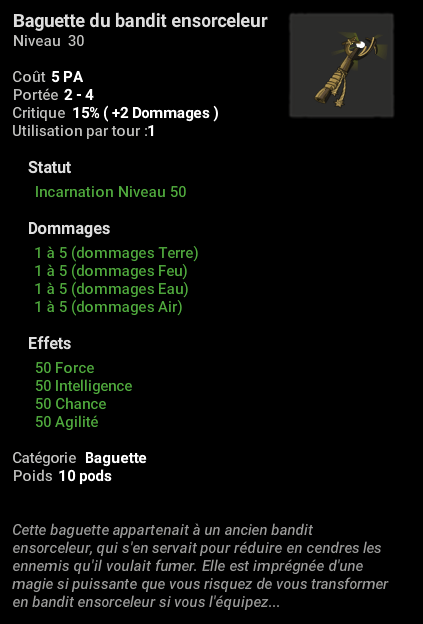 Baguette du bandit ensorceleur
Niveau 30
Coût 5 PA
Portée 2 - 4
Critique 15% ( +2 Dommages )
Utilisation par tour :1
Statut
Incarnation Niveau 50
Dommages
1 à 5 (dommages Terre)
1 à 5 (dommages Feu)
1 à 5 (dommages Eau)
1 à 5 (dommages Air)
Effets
50 Force
50 Intelligence
50 Chance
50 Agilité
Catégorie Baguette
Poids 10 pods
Cette baguette appartenait à un ancien bandit
ensorceleur, qui s'en servait pour réduire en cendres les
ennemis qu'il voulait fumer. Elle est imprégnée d'une
magie si puissante que vous risquez de vous transformer
en bandit ensorceleur si vous l'équipez...